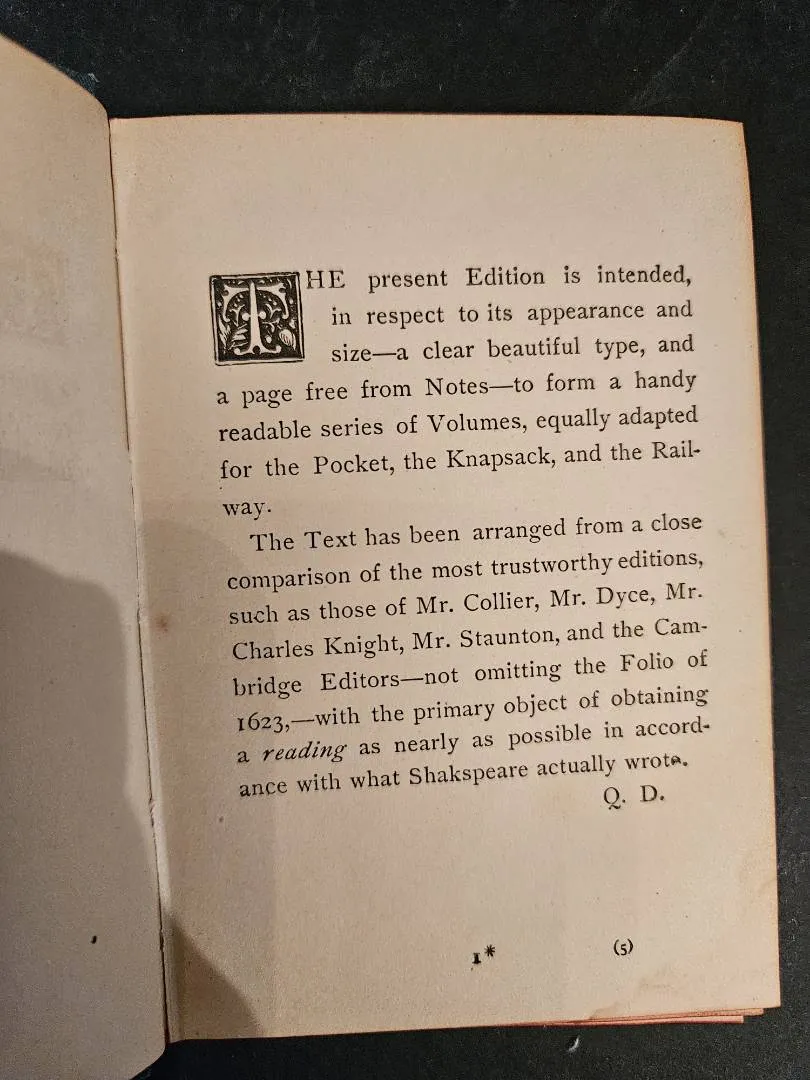 THE present Edition is intended,
in respect to its appearance and
size—a clear beautiful type, and
a page free from Notes—to form a handy
readable series of Volumes, equally adapted
for the Pocket, the Knapsack, and the Rail-
way.
The Text has been arranged from a close
comparison of the most trustworthy editions,
such as those of Mr. Collier, Mr. Dyce, Mr.
Charles Knight, Mr. Staunton, and the Cam-
bridge Editors—not omitting the Folio of
1623,—with the primary object of obtaining
a reading as nearly as possible in accord-
ance with what Shakspeare actually wrote.
Q. D.
1* (5)